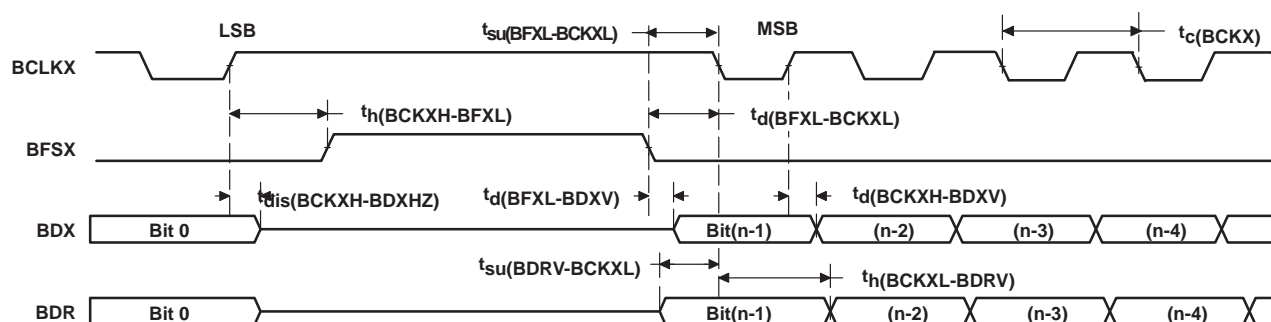 LSB
tsu(BFXL-BCKXL)
MSB
tc(BCKX)
BCLKX
th(BCKXH-BFXL)
td(BFXL-BCKXL)
BFSX
tdis(BCKXH-BDXHZ)
td(BFXL-BDXV)
td(BCKXH-BDXV)
BDX
Bit 0
Bit(n-1)
(n-2)
(n-3)
(n-4)
tsu(BDRV-BCKXL)
th(BCKXL-BDRV)
BDR
Bit 0
Bit(n-1)
(n-2)
(n-3)
(n-4)